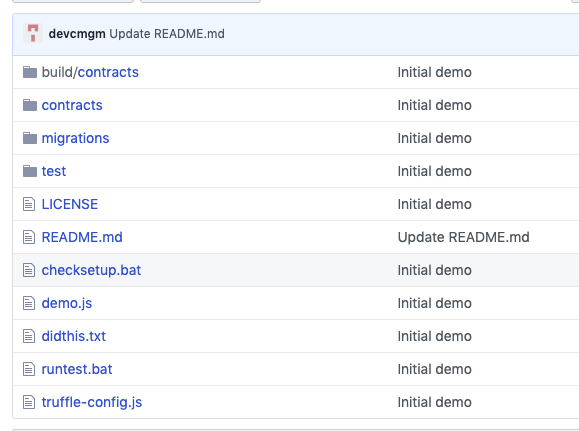 devcmgm Update README.md
build/contracts Initial demo
contracts Initial demo
migrations Initial demo
test Initial demo
LICENSE Initial demo
README.md Update README.md
checksetup.bat Initial demo
demo.js Initial demo
didthis.txt Initial demo
runtest.bat Initial demo
truffle-config.js Initial demo